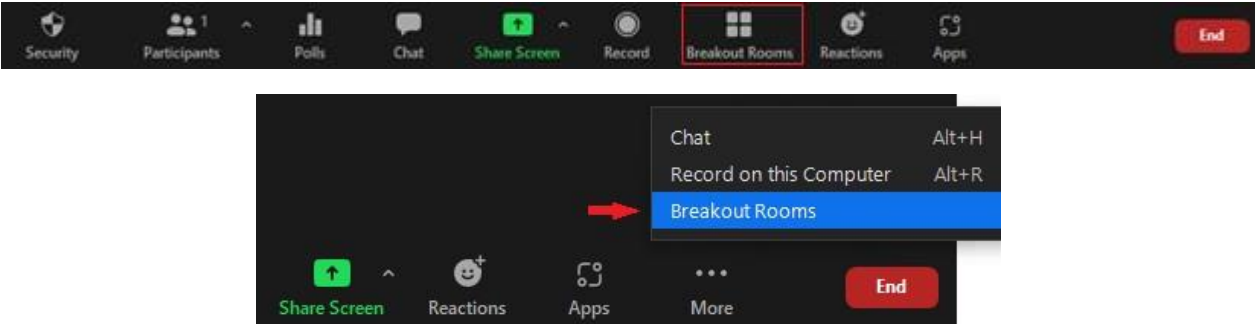 1
Security Participants Polls Chat Share Screen Record Breakout Rooms Reactions Apps End
Chat Alt+H
Record on this Computer Alt+R
Breakout Rooms
Share Screen Reactions Apps More End